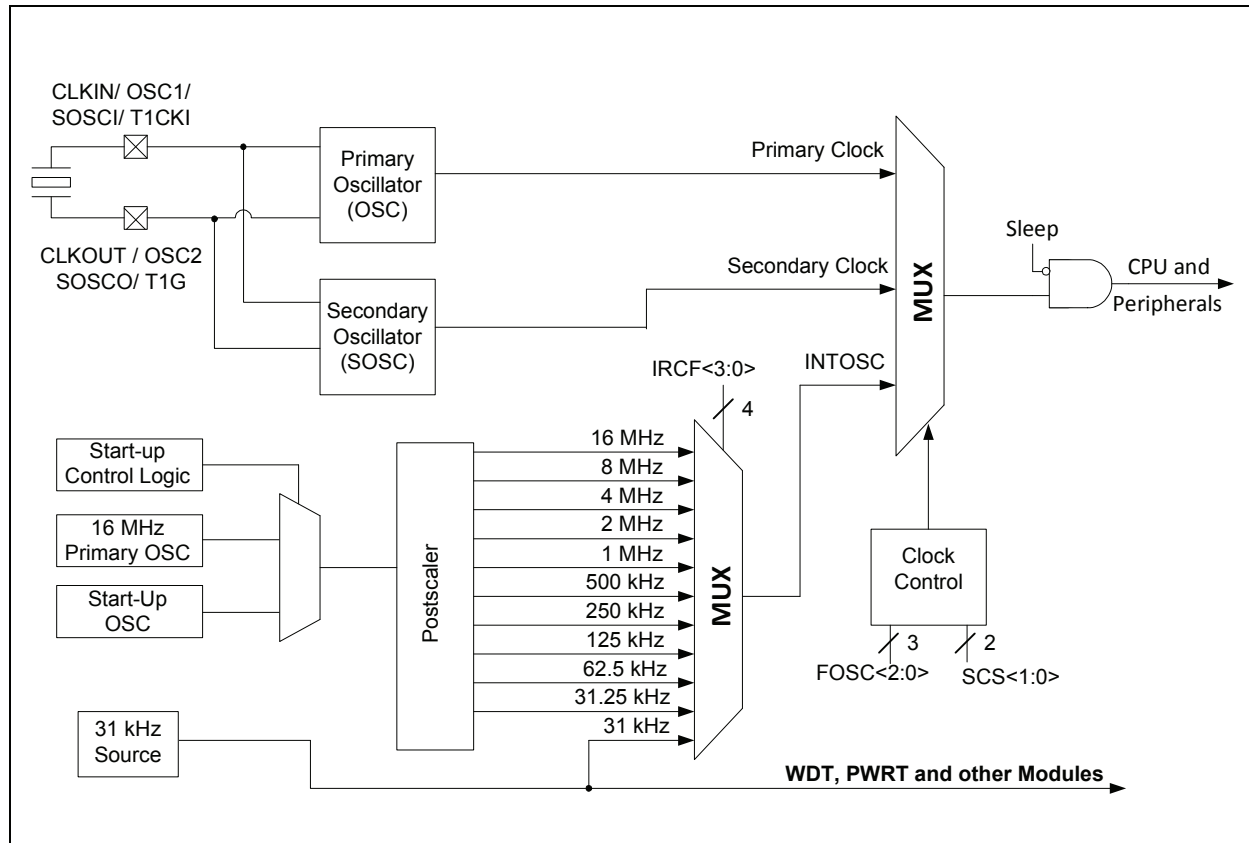 CLKIN/ OSC1/
SOSCI/ T1CKI
Primary
Oscillator
(OSC)
Primary Clock
CLKOUT / OSC2
SOSCO/ T1G
Secondary
Oscillator
(SOSC)
Secondary Clock
Sleep
CPU and
Peripherals
MUX
IRCF<3:0>
4
INTOSC
Start-up
Control Logic
16 MHz
Primary OSC
Start-Up
OSC
Postscaler
16 MHz
8 MHz
4 MHz
2 MHz
1 MHz
500 kHz
250 kHz
125 kHz
62.5 kHz
31.25 kHz
31 kHz
MUX
Clock
Control
3
2
FOSC<2:0>
SCS<1:0>
31 kHz
Source
WDT, PWRT and other Modules